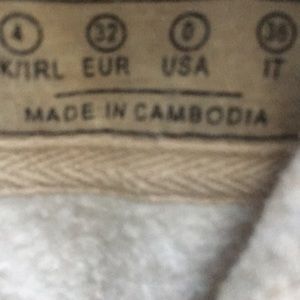 4 32 0 36
K/IRL EUR USA IT
MADE IN CAMBODIA